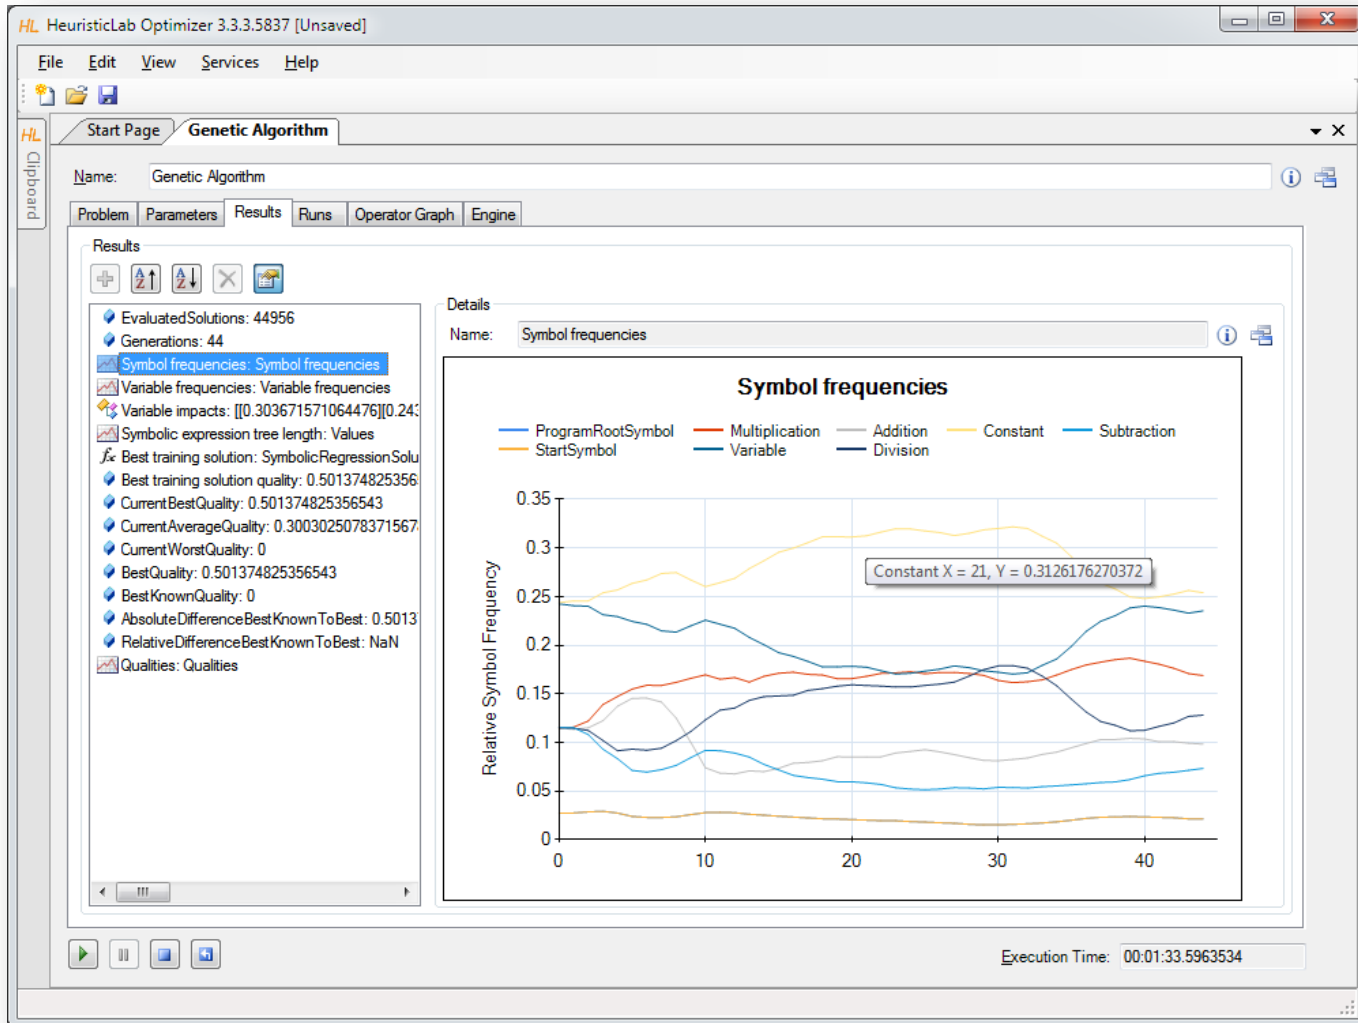 HL HeuristicLab Optimizer 3.3.3.5837 [Unsaved]
File Edit View Services Help
HL Clipboard
Start Page Genetic Algorithm
Name: Genetic Algorithm
Problem Parameters Results Runs Operator Graph Engine
Results
EvaluatedSolutions: 44956
Generations: 44
Symbol frequencies: Symbol frequencies
Variable frequencies: Variable frequencies
Variable impacts: [[0.303671571064476][0.243
Symbolic expression tree length: Values
Best training solution: SymbolicRegressionSolu
Best training solution quality: 0.501374825356
CurrentBestQuality: 0.501374825356543
CurrentAverageQuality: 0.300302507837156
CurrentWorstQuality: 0
BestQuality: 0.501374825356543
BestKnownQuality: 0
AbsoluteDifferenceBestKnownToBest: 0.5013
RelativeDifferenceBestKnownToBest: NaN
Qualities: Qualities
Details
Name: Symbol frequencies
Symbol frequencies
ProgramRootSymbol Multiplication Addition Constant Subtraction
StartSymbol Variable Division
Relative Symbol Frequency
0.35
0.3
0.25
0.2
0.15
0.1
0.05
0
Constant X = 21, Y = 0.3126176270372
0 10 20 30 40
Execution Time: 00:01:33.5963534